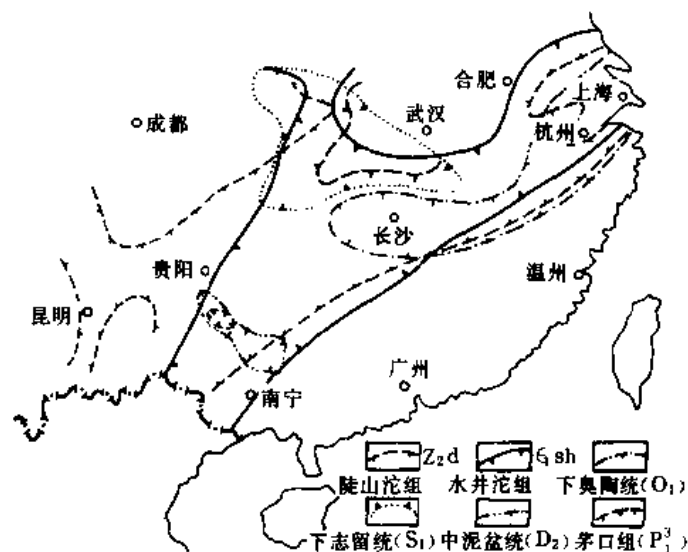 合肥
上海
武汉
成都
杭州
长沙
贵阳
温州
昆明
广州
南宁
Z₂d
Є₁sh
陡山沱组 水井沱组 下奥陶统(O₁)
下志留统(S₁) 中泥盆统(D₂) 茅口组(P₁³)